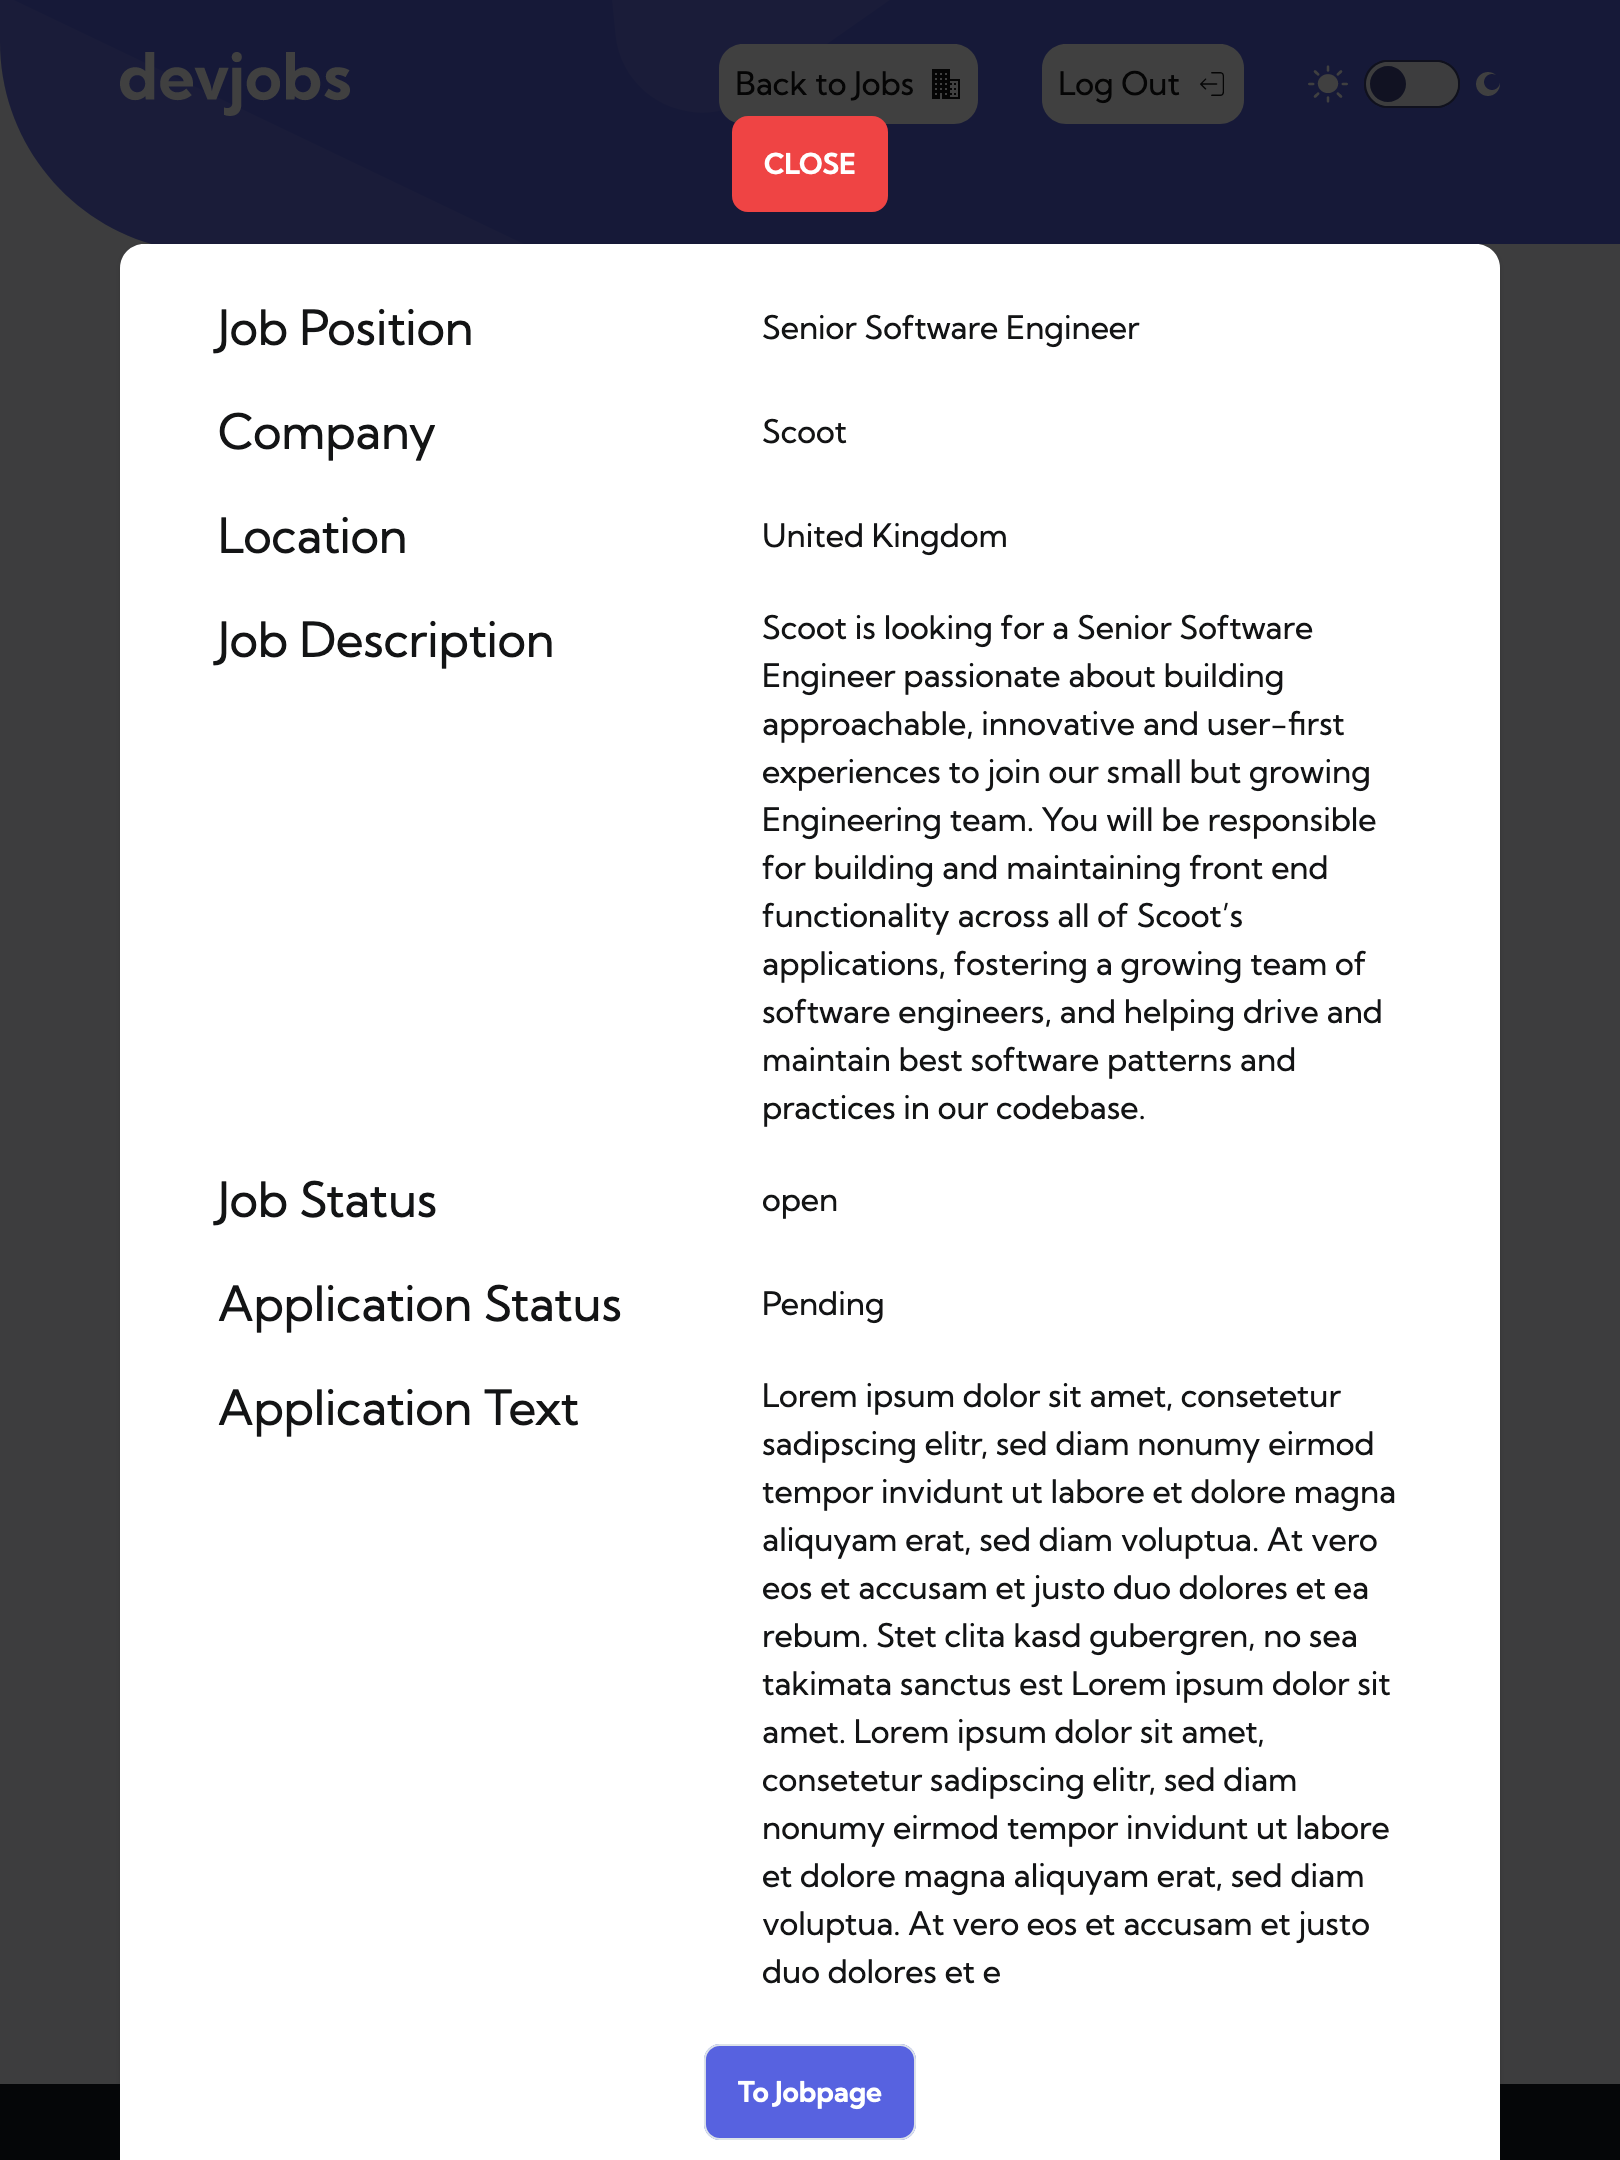 devjobs
Back to Jobs
Log Out
CLOSE
Job Position
Senior Software Engineer
Company
Scoot
Location
United Kingdom
Job Description
Scoot is looking for a Senior Software
Engineer passionate about building
approachable, innovative and user-first
experiences to join our small but growing
Engineering team. You will be responsible
for building and maintaining front end
functionality across all of Scoot’s
applications, fostering a growing team of
software engineers, and helping drive and
maintain best software patterns and
practices in our codebase.
Job Status
open
Application Status
Pending
Application Text
Lorem ipsum dolor sit amet, consetetur
sadipscing elitr, sed diam nonumy eirmod
tempor invidunt ut labore et dolore magna
aliquyam erat, sed diam voluptua. At vero
eos et accusam et justo duo dolores et ea
rebum. Stet clita kasd gubergren, no sea
takimata sanctus est Lorem ipsum dolor sit
amet. Lorem ipsum dolor sit amet,
consetetur sadipscing elitr, sed diam
nonumy eirmod tempor invidunt ut labore
et dolore magna aliquyam erat, sed diam
voluptua. At vero eos et accusam et justo
duo dolores et e
To Jobpage